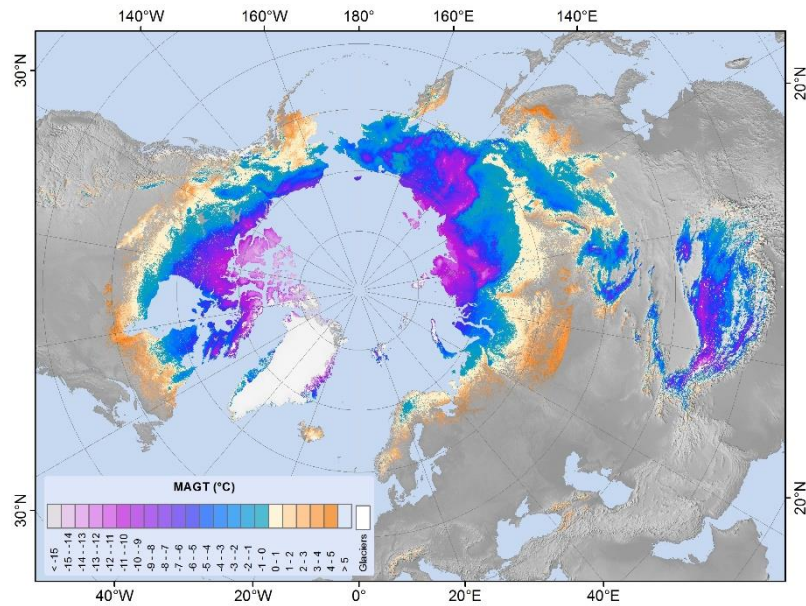 140°W 160°W 180° 160°E 140°E
30°N
20°N
30°N
20°N
MAGT (°C)
< -15
-15 - -14
-14 - -13
-13 - -12
-12 - -11
-11 - -10
-10 - -9
-9 - -8
-8 - -7
-7 - -6
-6 - -5
-5 - -4
-4 - -3
-3 - -2
-2 - -1
-1 - 0
0 - 1
1 - 2
2 - 3
3 - 4
4 - 5
> 5
Glaciers
40°W 20°W 0° 20°E 40°E